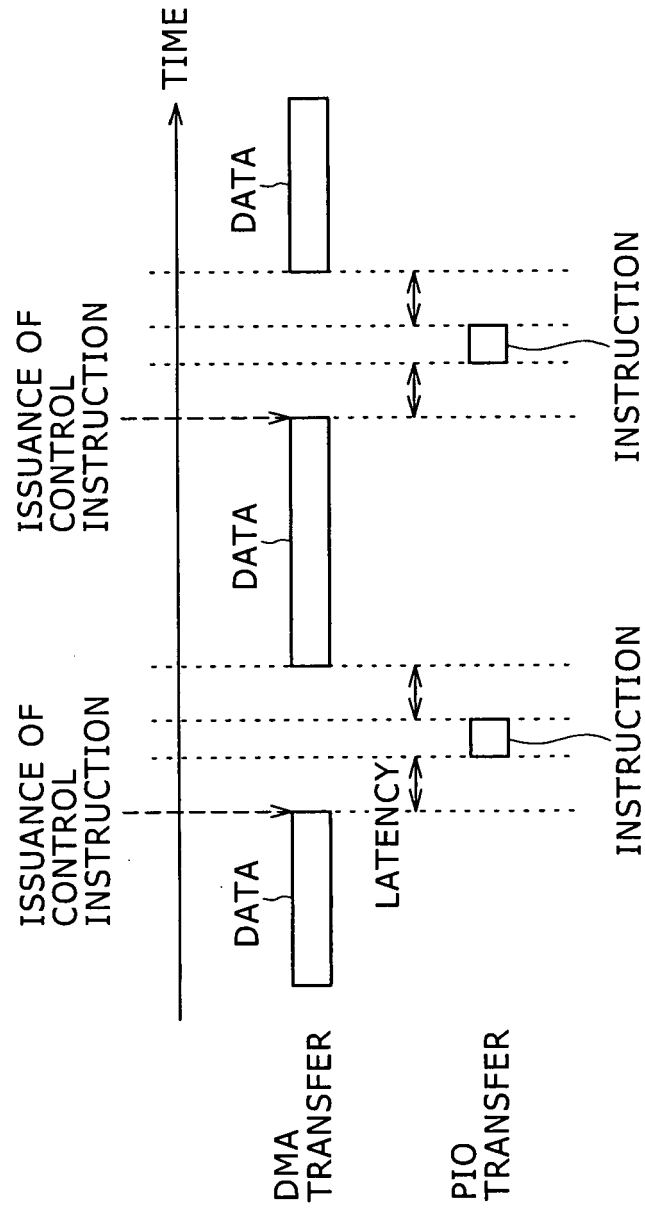 ISSUANCE OF
CONTROL
INSTRUCTION
ISSUANCE OF
CONTROL
INSTRUCTION
TIME
DMA
TRANSFER
DATA
DATA
DATA
LATENCY
PIO
TRANSFER
INSTRUCTION
INSTRUCTION